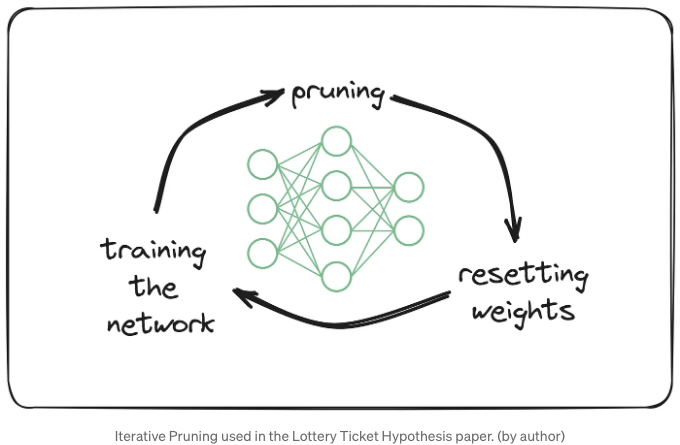 pruning
training
the
network
resetting
weights
Iterative Pruning used in the Lottery Ticket Hypothesis paper. (by author)